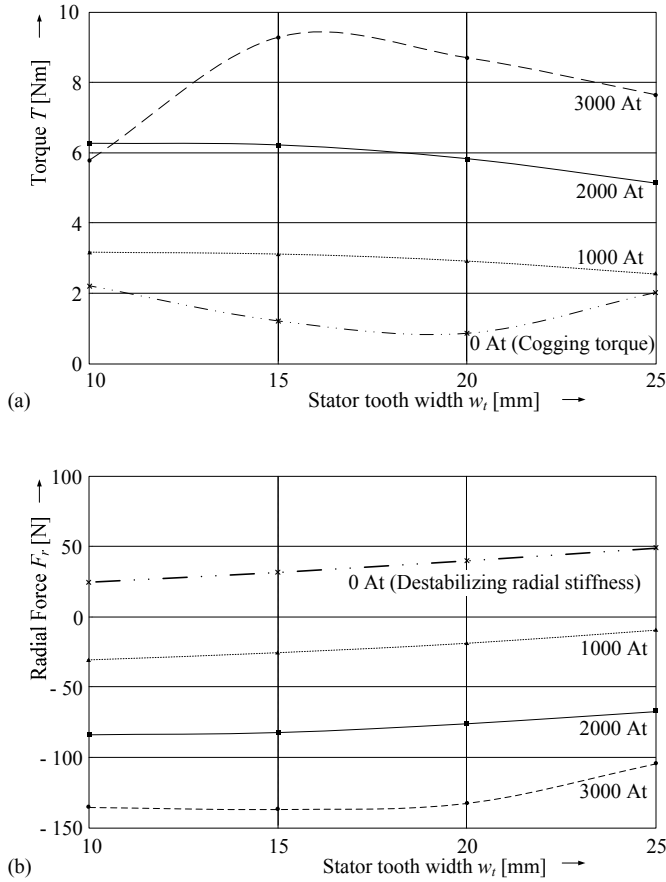 10
8
6
4
2
0
Torque T [Nm]
3000 At
2000 At
1000 At
0 At (Cogging torque)
10 15 20 25
(a)
Stator tooth width wt [mm]
100
50
0
- 50
- 100
- 150
Radial Force Fr [N]
0 At (Destabilizing radial stiffness)
1000 At
2000 At
3000 At
10 15 20 25
(b)
Stator tooth width wt [mm]